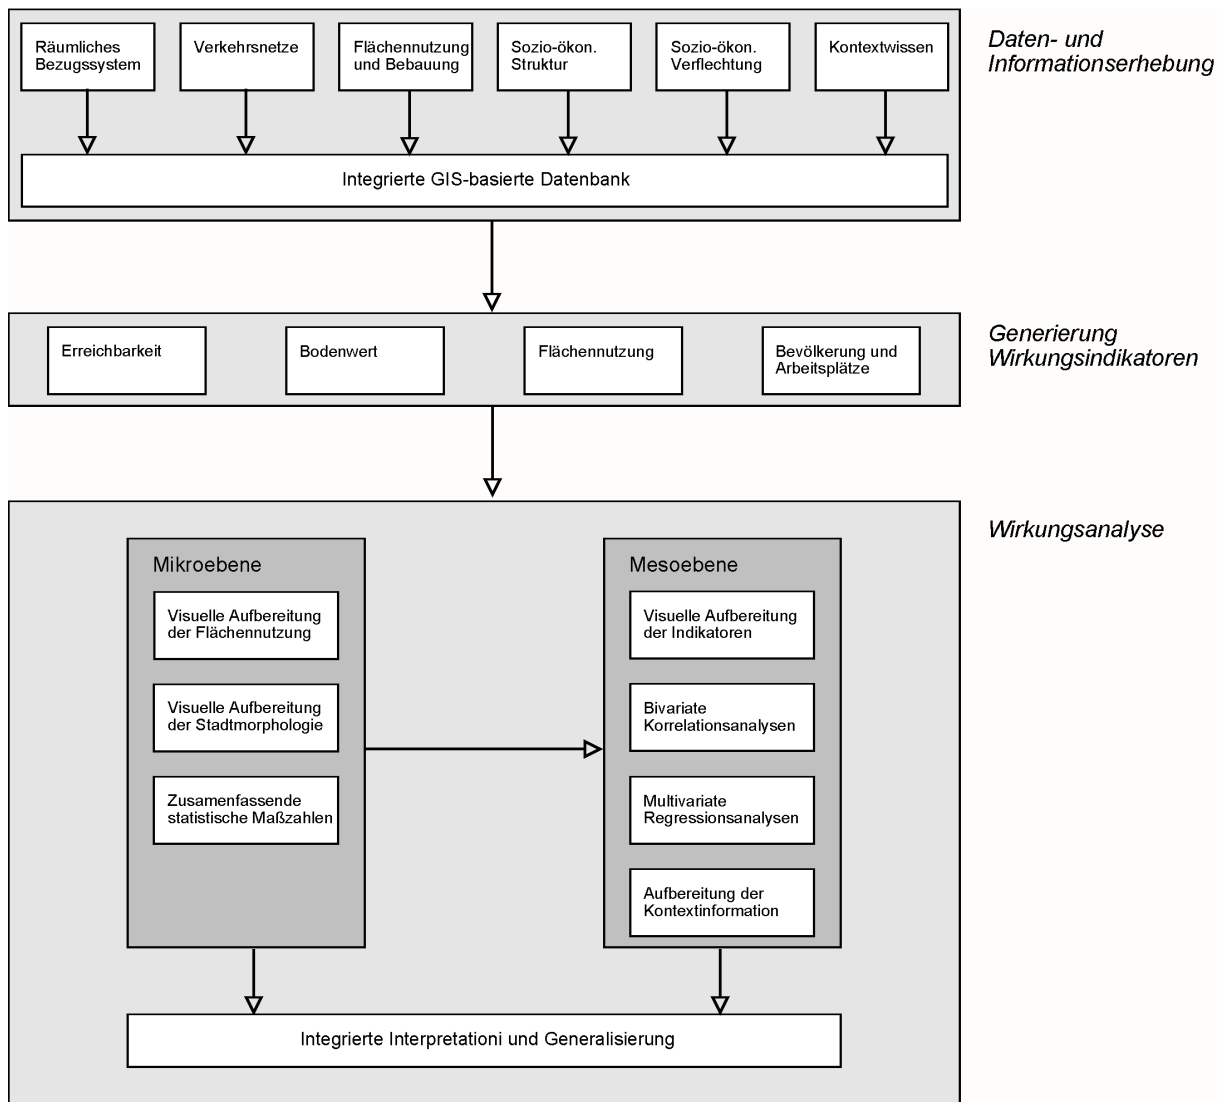 Räumliches
Bezugssystem
Verkehrsnetze
Flächennutzung
und Bebauung
Sozio-ökon.
Struktur
Sozio-ökon.
Verflechtung
Kontextwissen
Daten- und
Informationserhebung
Integrierte GIS-basierte Datenbank
Erreichbarkeit
Bodenwert
Flächennutzung
Bevölkerung und
Arbeitsplätze
Generierung
Wirkungsindikatoren
Wirkungsanalyse
Mikroebene
Visuelle Aufbereitung
der Flächennutzung
Visuelle Aufbereitung
der Stadtmorphologie
Zusamenfassende
statistische Maßzahlen
Mesoebene
Visuelle Aufbereitung
der Indikatoren
Bivariate
Korrelationsanalysen
Multivariate
Regressionsanalysen
Aufbereitung der
Kontextinformation
Integrierte Interpretationi und Generalisierung